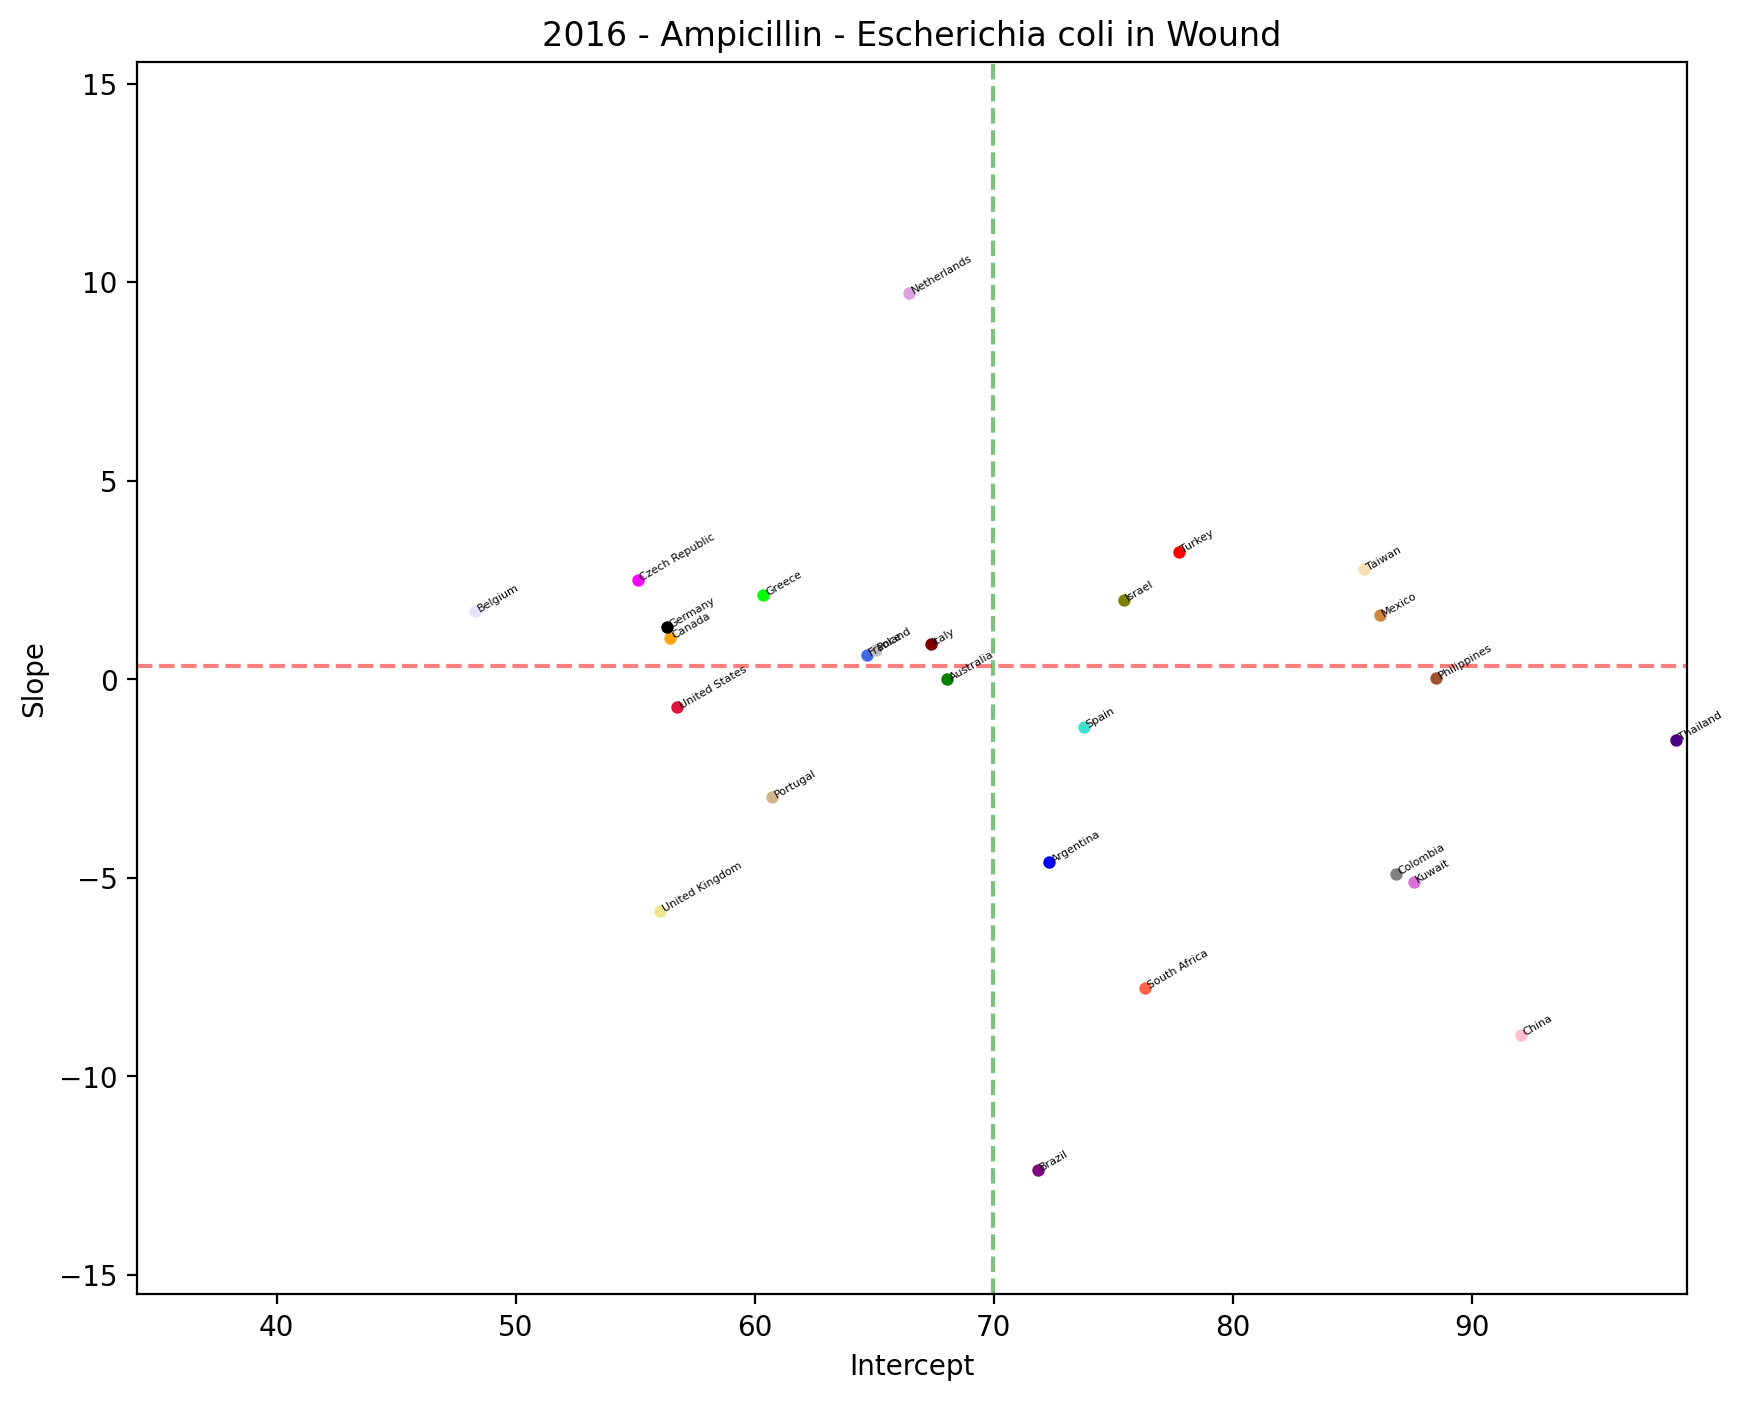 2016 - Ampicillin - Escherichia coli in Wound
15
10
5
0
−5
−10
−15
Slope
Netherlands
Turkey
Czech Republic
Taiwan
Greece
Israel
Belgium
Mexico
Germany
Canada
Italy
Poland
France
Australia
Philippines
United States
Spain
Thailand
Portugal
Argentina
Colombia
Kuwait
United Kingdom
South Africa
China
Brazil
40
50
60
70
80
90
Intercept